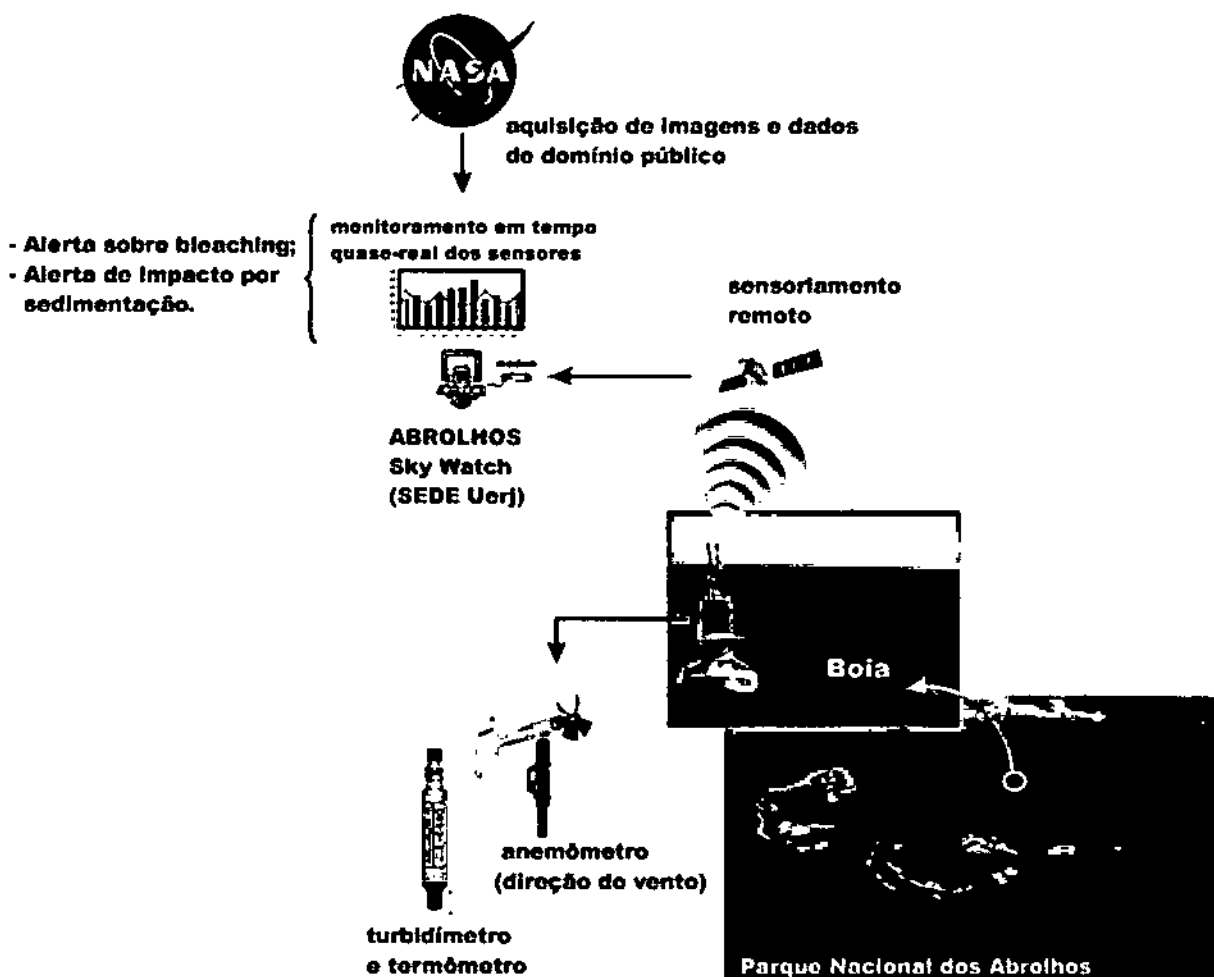 NASA
aquisição de imagens e dados
de domínio público
- Alerta sobre bleaching;
- Alerta de impacto por
sedimentação.
monitoramento em tempo
quase-real dos sensores
sensoriamento
remoto
ABROLHOS
Sky Watch
(SEDE Uerj)
Boia
anemômetro
(direção do vento)
turbidímetro
e termômetro
Parque Nacional dos Abrolhos